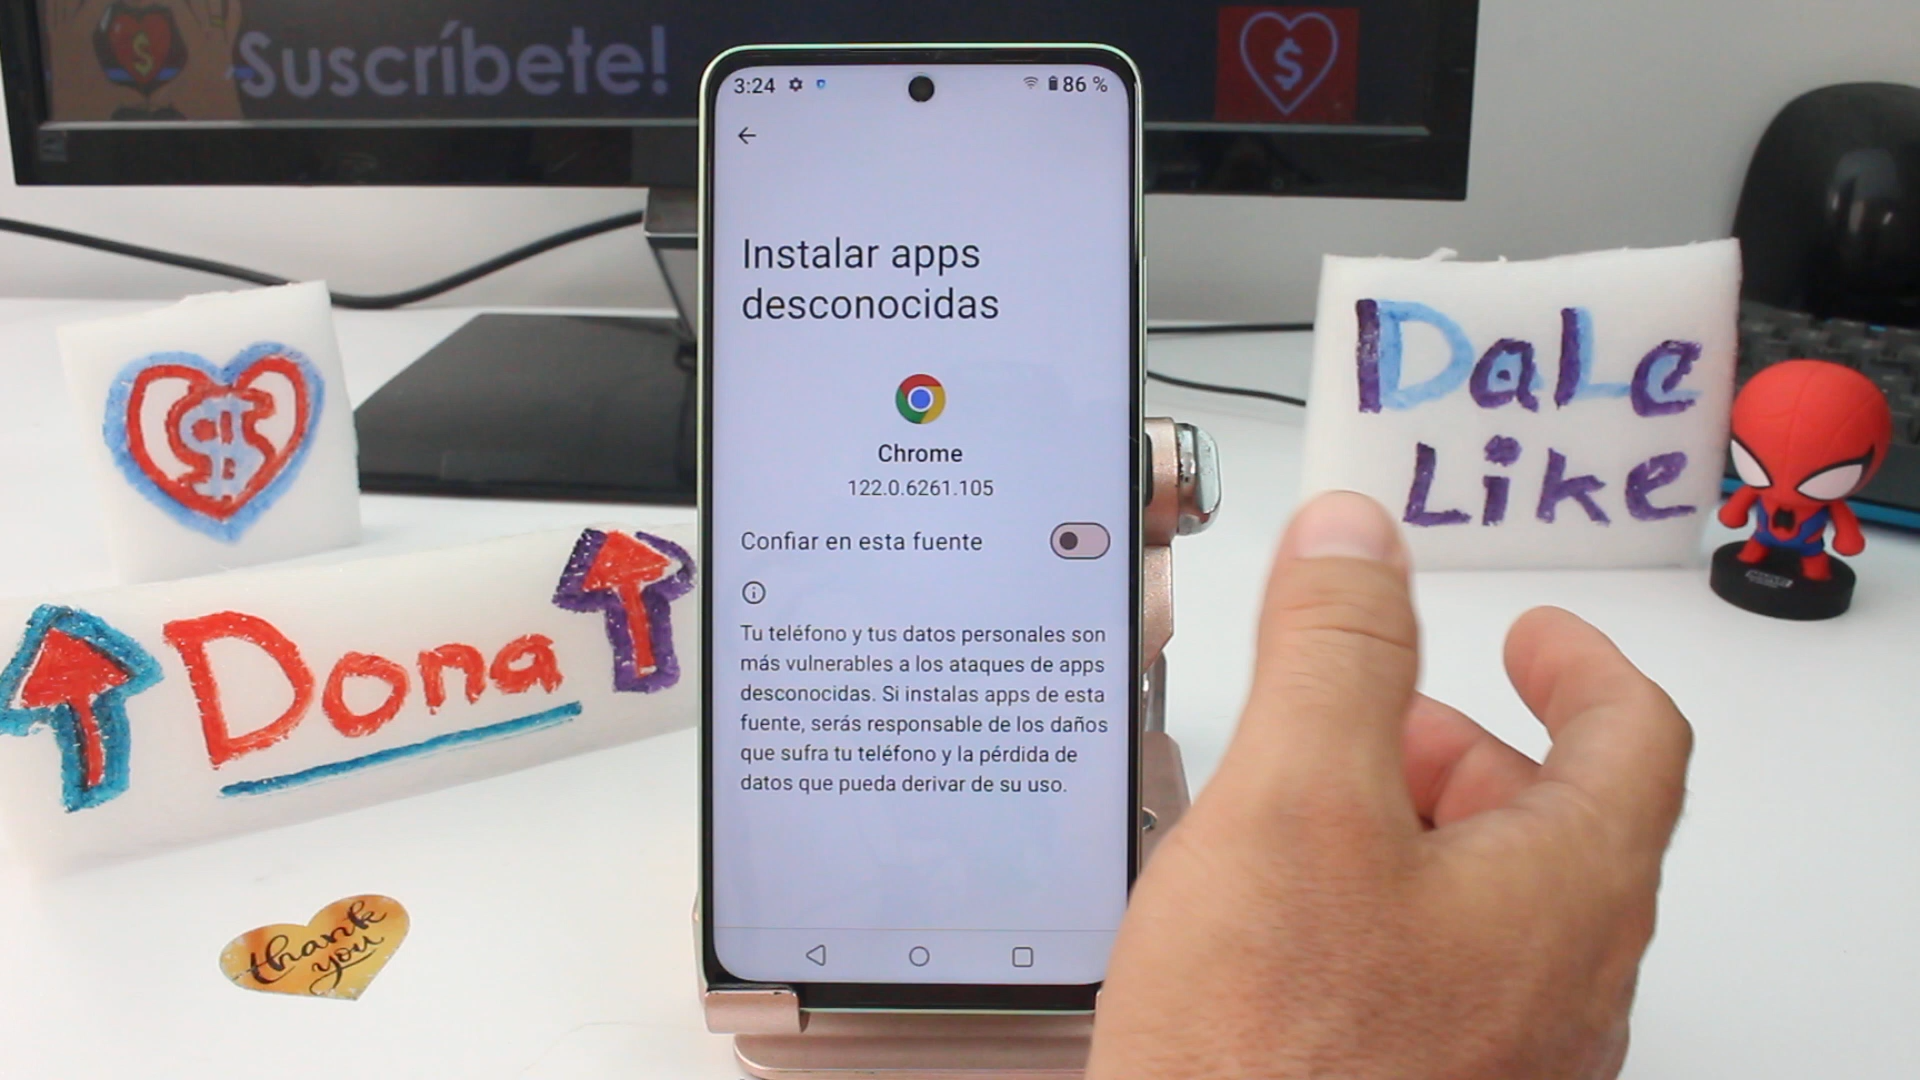 Suscríbete!
$
3:24
86 %
Instalar apps
desconocidas
Chrome
122.0.6261.105
Confiar en esta fuente
Tu teléfono y tus datos personales son
más vulnerables a los ataques de apps
desconocidas. Si instalas apps de esta
fuente, serás responsable de los daños
que sufra tu teléfono y la pérdida de
datos que pueda derivar de su uso.
$
Dona
DaLe
Like
thank
you